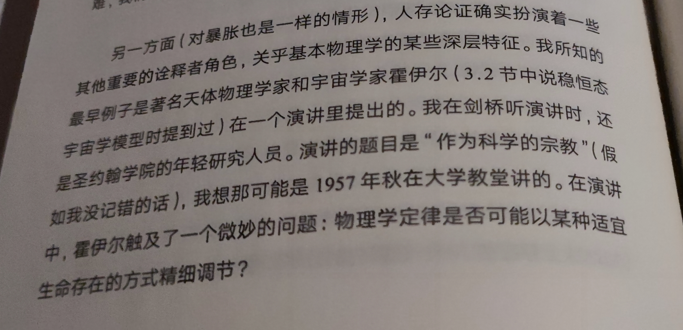 另一方面(对暴胀也是一样的情形),人存论证确实扮演着一些
其他重要的诠释者角色,关乎基本物理学的某些深层特征。我所知的
最早例子是著名天体物理学家和宇宙学家霍伊尔(3.2 节中说稳恒态
宇宙学模型时提到过)在一个演讲里提出的。我在剑桥听演讲时,还
是圣约翰学院的年轻研究人员。演讲的题目是“作为科学的宗教”(假
如我没记错的话),我想那可能是 1957 年秋在大学教堂讲的。在演讲
中,霍伊尔触及了一个微妙的问题:物理学定律是否可能以某种适宜
生命存在的方式精细调节?